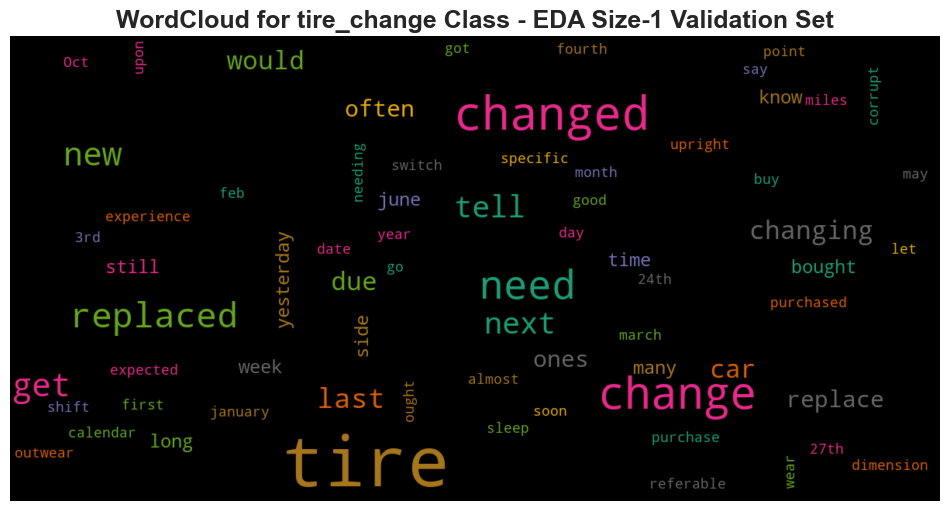 WordCloud for tire_change Class - EDA Size-1 Validation Set
Oct
upon
would
got
fourth
point
say
know
miles
corrupt
often
changed
new
needing
switch
specific
month
upright
buy
may
feb
june
tell
good
experience
3rd
yesterday
date
year
day
changing
let
still
go
due
need
time
24th
bought
replaced
side
next
march
purchased
get
expected
week
ones
many
car
shift
first
january
last
ought
almost
soon
change
replace
calendar
long
sleep
purchase
outwear
tire
referable
wear
27th
dimension